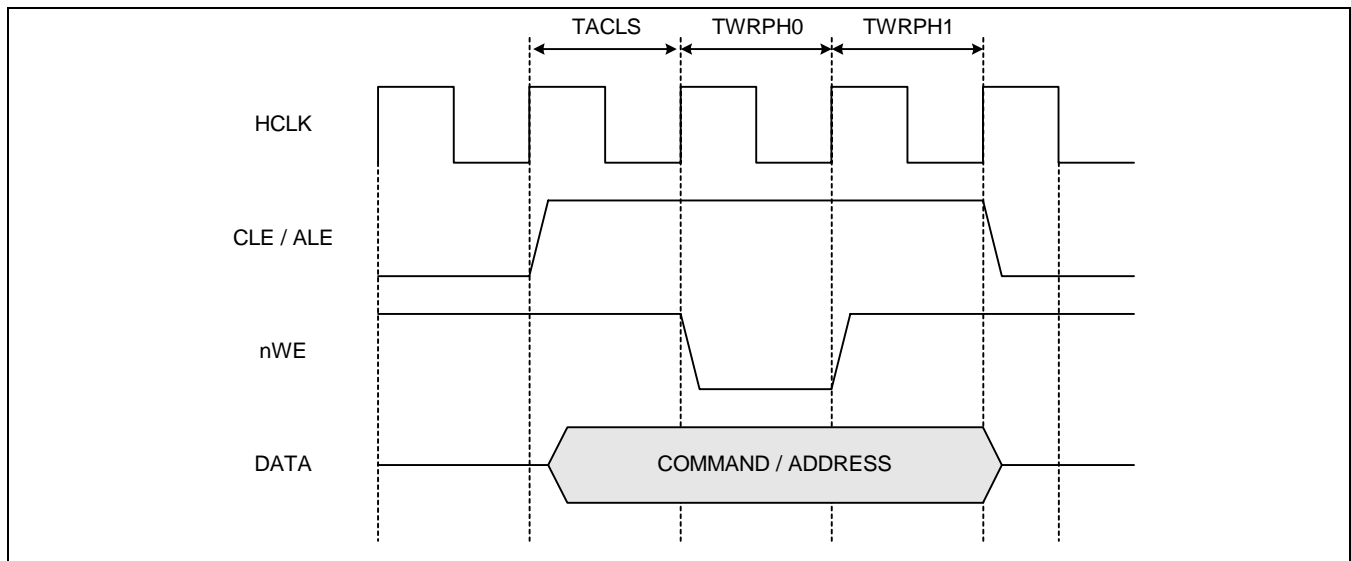 TACLS TWRPH0 TWRPH1
HCLK
CLE / ALE
nWE
DATA COMMAND / ADDRESS